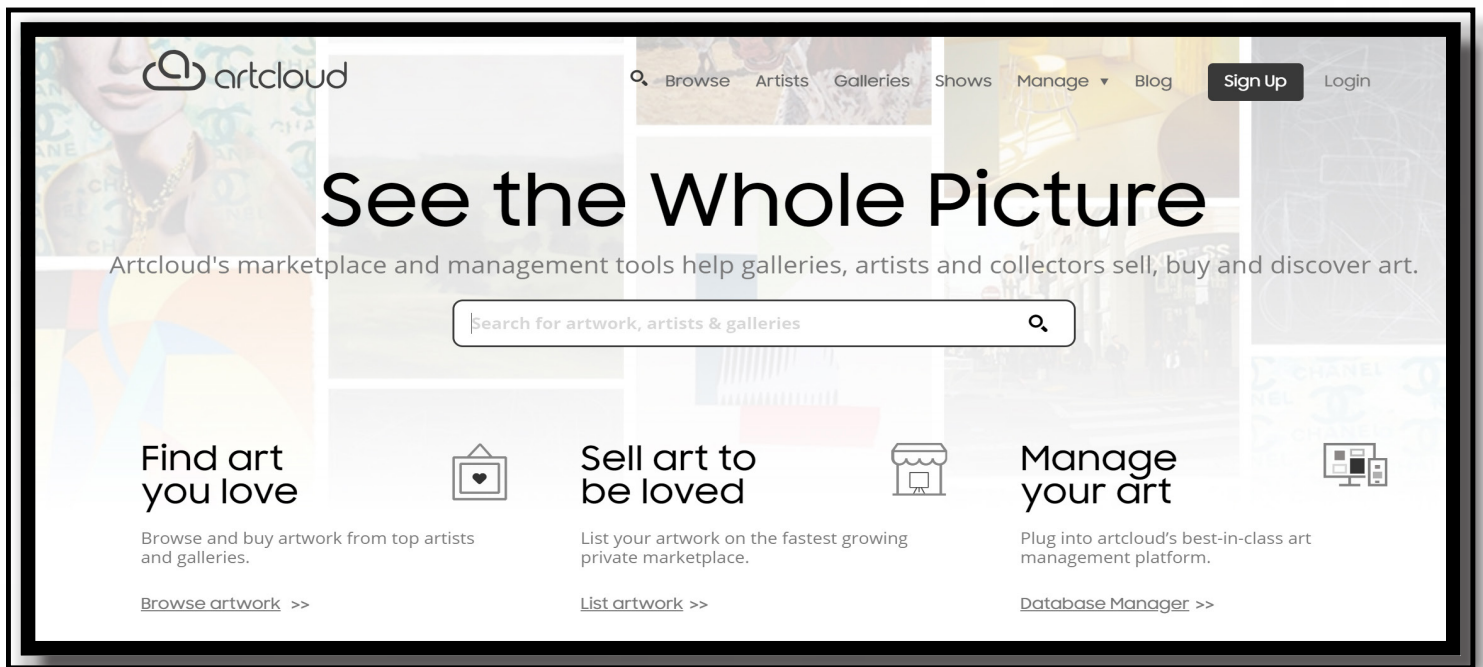 artcloud
Browse Artists Galleries Shows Manage ▼ Blog Sign Up Login
See the Whole Picture
Artcloud's marketplace and management tools help galleries, artists and collectors sell, buy and discover art.
Search for artwork, artists & galleries
Find art
you love
Browse and buy artwork from top artists
and galleries.
Browse artwork >>
Sell art to
be loved
List your artwork on the fastest growing
private marketplace.
List artwork >>
Manage
your art
Plug into artcloud's best-in-class art
management platform.
Database Manager >>
EXPRESS
CHANEL
CHANEL